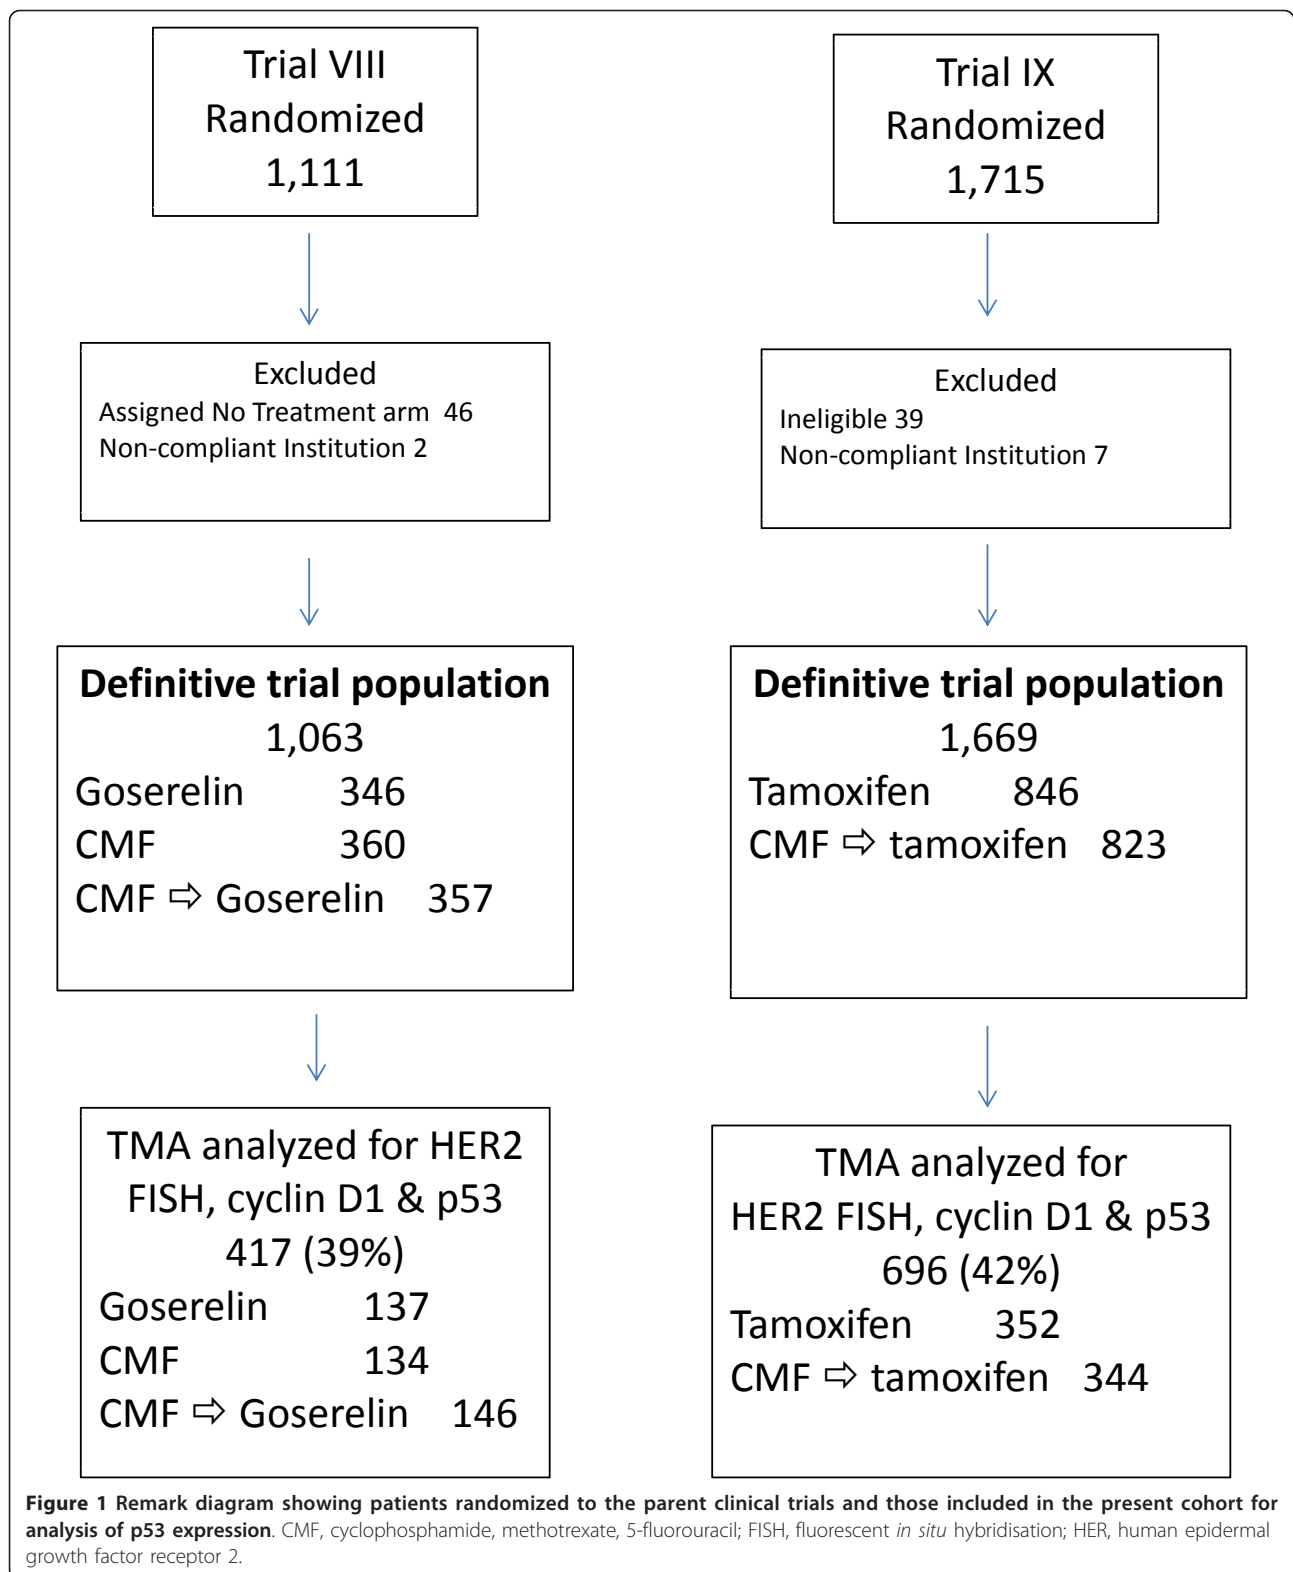 Trial VIII
Randomized
1,111
Excluded
Assigned No Treatment arm 46
Non-compliant Institution 2
Definitive trial population
1,063
Goserelin 346
CMF 360
CMF ⇨ Goserelin 357
TMA analyzed for HER2
FISH, cyclin D1 & p53
417 (39%)
Goserelin 137
CMF 134
CMF ⇨ Goserelin 146
Trial IX
Randomized
1,715
Excluded
Ineligible 39
Non-compliant Institution 7
Definitive trial population
1,669
Tamoxifen 846
CMF ⇨ tamoxifen 823
TMA analyzed for
HER2 FISH, cyclin D1 & p53
696 (42%)
Tamoxifen 352
CMF ⇨ tamoxifen 344
Figure 1 Remark diagram showing patients randomized to the parent clinical trials and those included in the present cohort for
analysis of p53 expression. CMF, cyclophosphamide, methotrexate, 5-fluorouracil; FISH, fluorescent in situ hybridisation; HER, human epidermal
growth factor receptor 2.